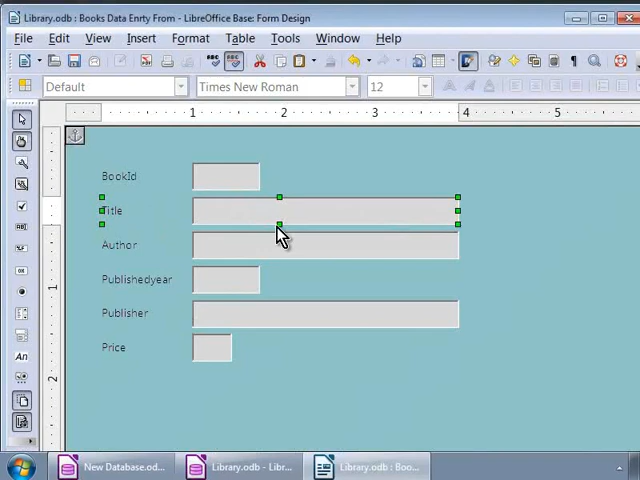 Library.odb : Books Data Enrty From - LibreOffice Base: Form Design
File Edit View Insert Format Table Tools Window Help
Default Times New Roman 12
1 2 3 4 5
BookId
Title
Author
Publishedyear
Publisher
Price
1
2
New Database.od... Library.odb - Libr... Library.odb : Boo...